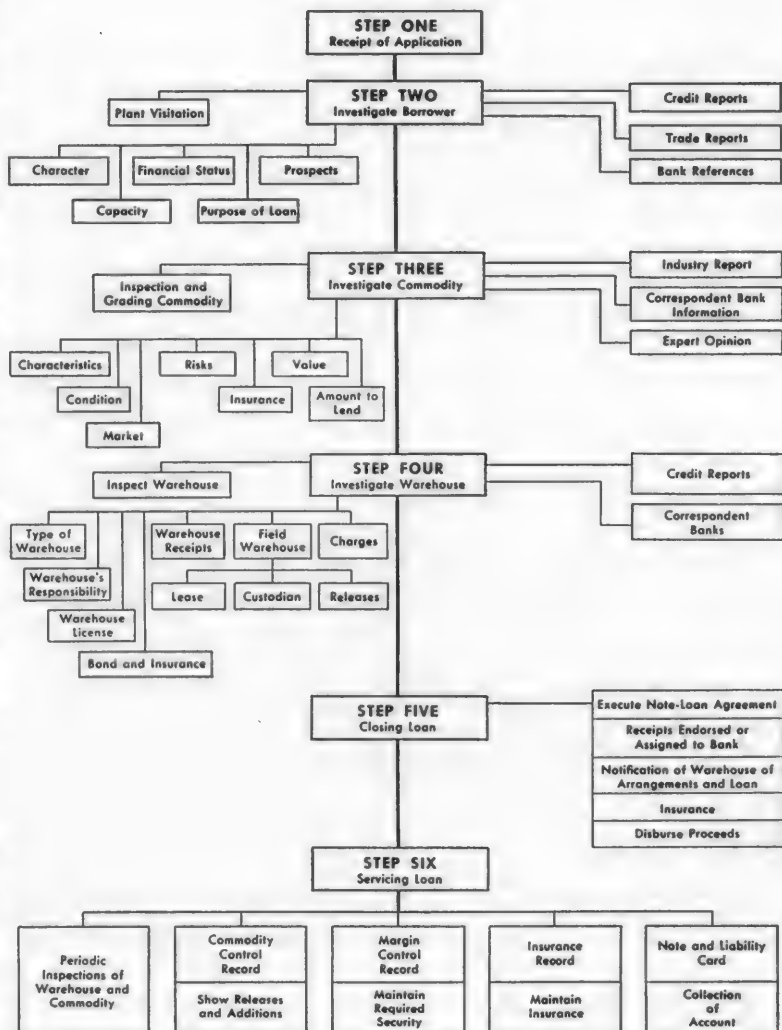 STEP ONE
Receipt of Application
STEP TWO
Investigate Borrower
Plant Visitation
Credit Reports
Trade Reports
Bank References
Character
Financial Status
Prospects
Capacity
Purpose of Loan
STEP THREE
Investigate Commodity
Inspection and
Grading Commodity
Industry Report
Correspondent Bank
Information
Expert Opinion
Characteristics
Risks
Value
Condition
Insurance
Amount to
Lend
Market
STEP FOUR
Investigate Warehouse
Inspect Warehouse
Credit Reports
Correspondent
Banks
Type of
Warehouse
Warehouse
Receipts
Field
Warehouse
Charges
Warehouse's
Responsibility
Lease
Custodian
Releases
Warehouse
License
Bond and Insurance
STEP FIVE
Closing Loan
Execute Note-Loan Agreement
Receipts Endorsed or
Assigned to Bank
Notification of Warehouse of
Arrangements and Loan
Insurance
Disburse Proceeds
STEP SIX
Servicing Loan
Periodic
Inspections of
Warehouse and
Commodity
Commodity
Control
Record
Show Releases
and Additions
Margin
Control
Record
Maintain
Required
Security
Insurance
Record
Maintain
Insurance
Note and Liability
Card
Collection
of
Account